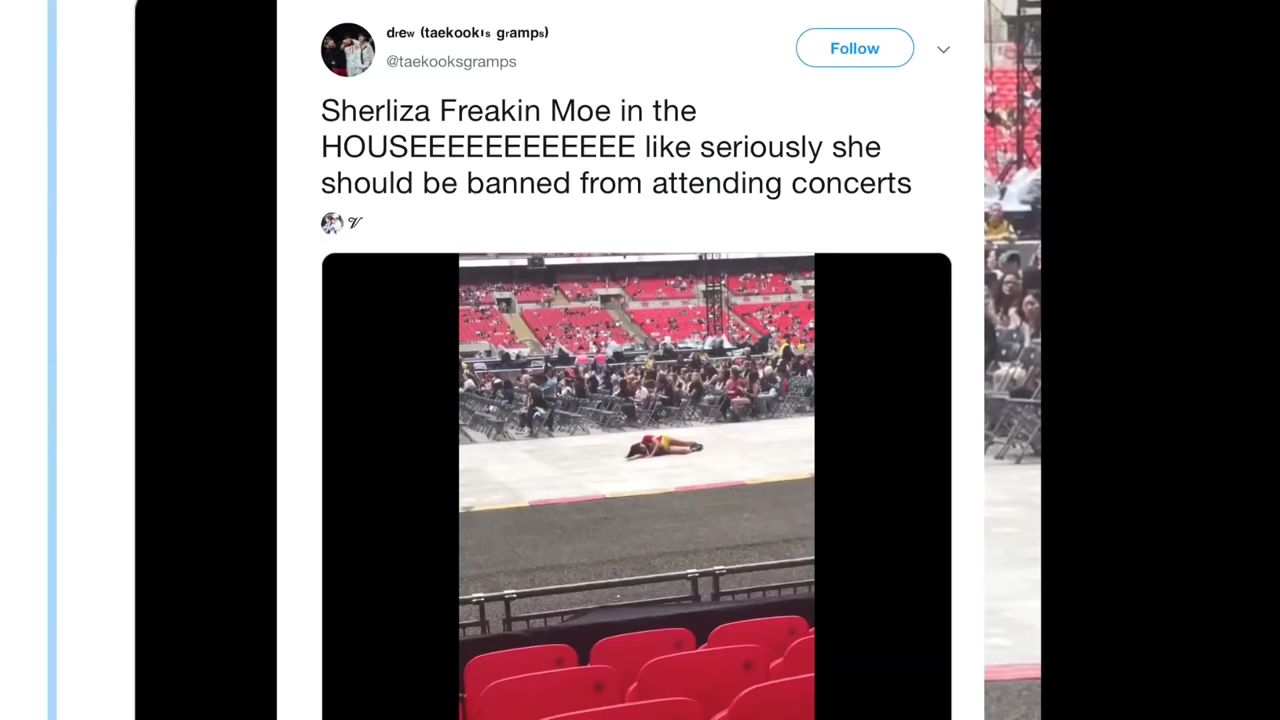 drew (taekookıs gramps)
@taekooksgramps
Follow
Sherliza Freakin Moe in the
HOUSEEEEEEEEEEEE like seriously she
should be banned from attending concerts
𝒱